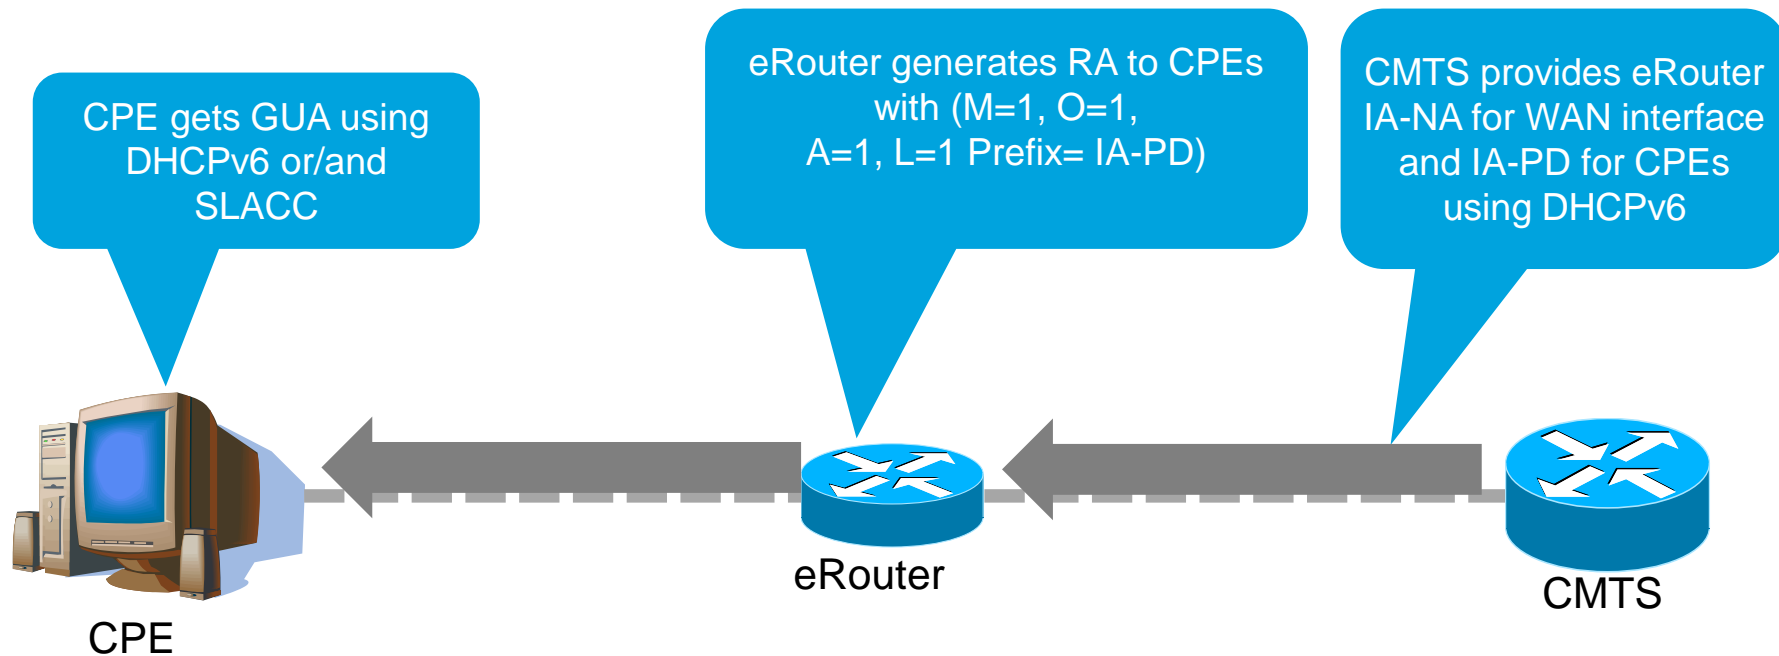 CPE gets GUA using
DHCPv6 or/and
SLACC
eRouter generates RA to CPEs
with (M=1, O=1,
A=1, L=1 Prefix= IA-PD)
CMTS provides eRouter
IA-NA for WAN interface
and IA-PD for CPEs
using DHCPv6
CPE
eRouter
CMTS